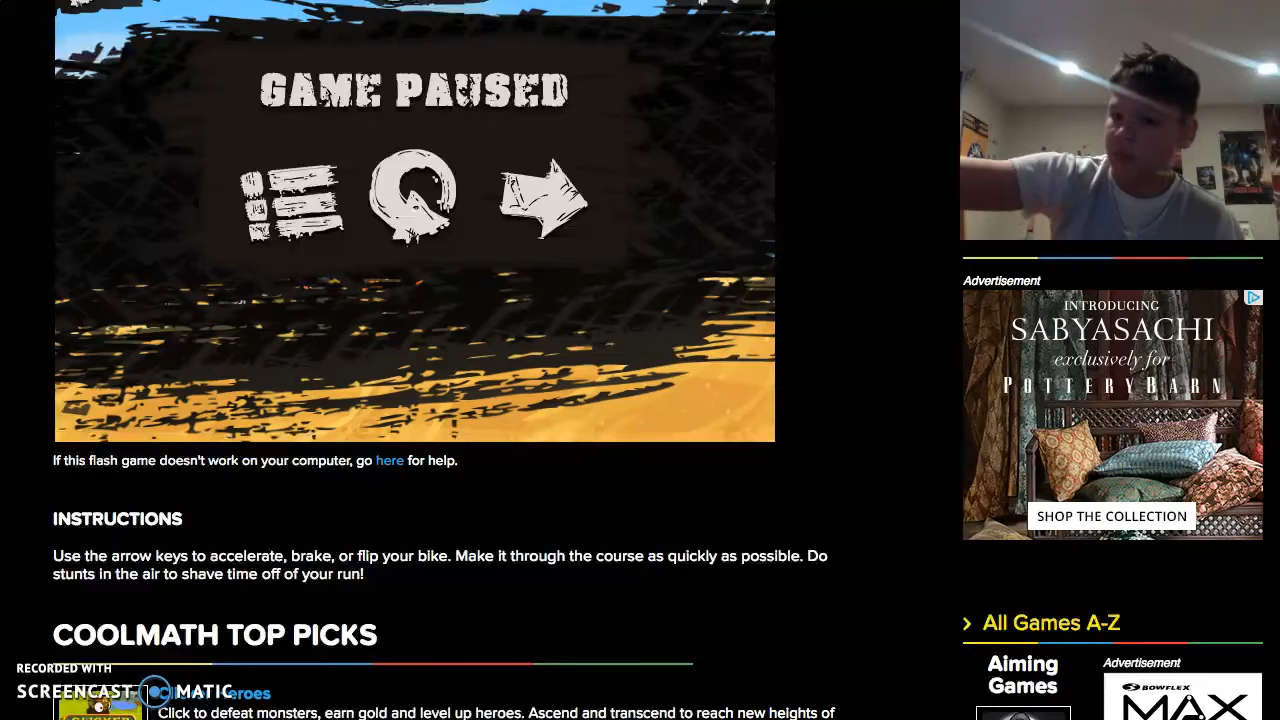 GAME PAUSED
If this flash game doesn't work on your computer, go here for help.
INSTRUCTIONS
Use the arrow keys to accelerate, brake, or flip your bike. Make it through the course as quickly as possible. Do
stunts in the air to shave time off of your run!
COOLMATH TOP PICKS
RECORDED WITH
SCREENCAST MATIC
Heroes
Click to defeat monsters, earn gold and level up heroes. Ascend and transcend to reach new heights of
CLICKER
Advertisement
INTRODUCING
SABYASACHI
exclusively for
POTTERY BARN
SHOP THE COLLECTION
All Games A-Z
Aiming
Games
Advertisement
BOWFLEX
MAX